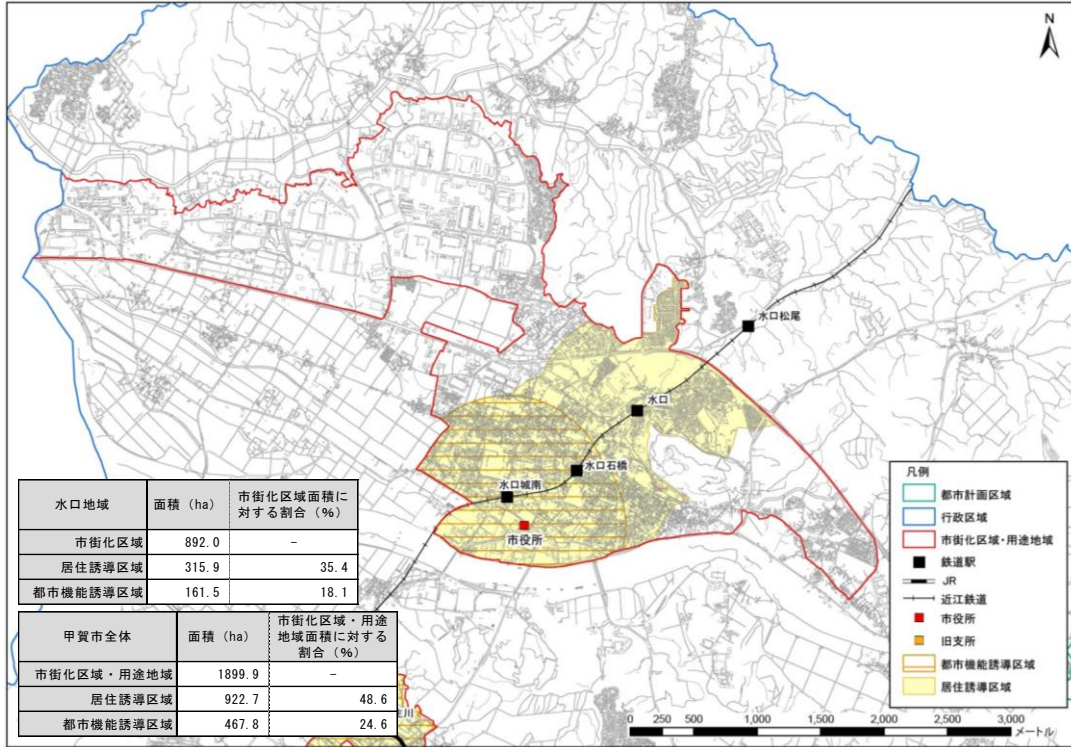 N
水口松尾
水口
水口石橋
水口城南
市役所
水口地域 面積（ha） 市街化区域面積に
対する割合（%）
市街化区域 892.0 -
居住誘導区域 315.9 35.4
都市機能誘導区域 161.5 18.1
甲賀市全体 面積（ha） 市街化区域・用途
地域面積に対する
割合（%）
市街化区域・用途地域 1899.9 -
居住誘導区域 922.7 48.6
都市機能誘導区域 467.8 24.6
凡例
都市計画区域
行政区域
市街化区域・用途地域
鉄道駅
JR
近江鉄道
市役所
旧支所
都市機能誘導区域
居住誘導区域
0 250 500 1,000 1,500 2,000 2,500 3,000
メートル